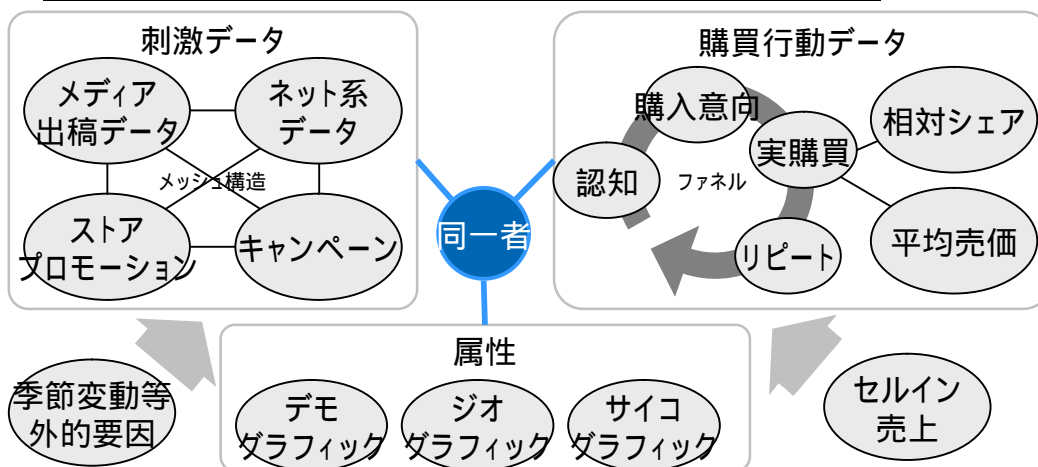 刺激データ
メディア
出稿データ
ネット系
データ
メッシュ構造
ストア
プロモーション
キャンペーン
同一者
購買行動データ
購入意向
実購買
認知
ファネル
リピート
相対シェア
平均売価
属性
デモ
グラフィック
ジオ
グラフィック
サイコ
グラフィック
季節変動等
外的要因
セルイン
売上